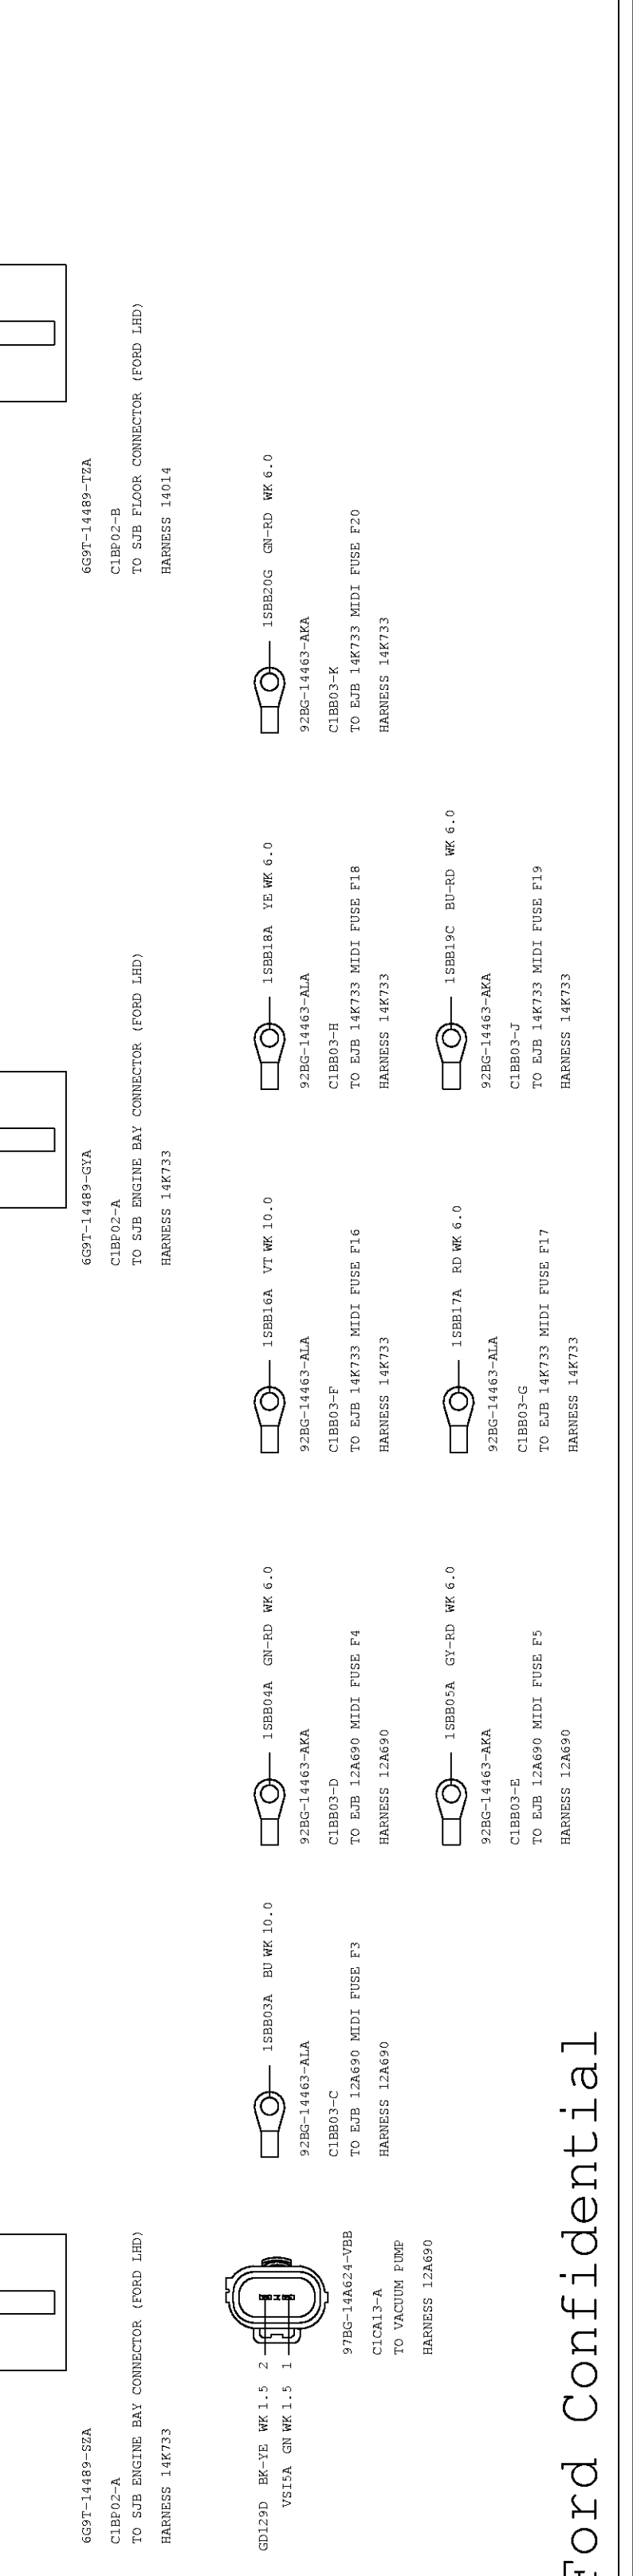 6G9T-14489-SZA
C1BP02-A
TO SJB ENGINE BAY CONNECTOR (FORD LHD)
HARNESS 14K733
6G9T-14489-GYA
C1BP02-A
TO SJB ENGINE BAY CONNECTOR (FORD LHD)
HARNESS 14K733
6G9T-14489-TZA
C1BP02-B
TO SJB FLOOR CONNECTOR (FORD LHD)
HARNESS 14014
GD129D BK-YE WK 1.5 2
VSI5A GN WK 1.5 1
97BG-14A624-VBB
C1CA13-A
TO VACUUM PUMP
HARNESS 12A690
1SBB03A BU WK 10.0
92BG-14463-ALA
C1BB03-C
TO EJB 12A690 MIDI FUSE F3
HARNESS 12A690
1SBB04A GN-RD WK 6.0
92BG-14463-AKA
C1BB03-D
TO EJB 12A690 MIDI FUSE F4
HARNESS 12A690
1SBB16A VT WK 10.0
92BG-14463-ALA
C1BB03-F
TO EJB 14K733 MIDI FUSE F16
HARNESS 14K733
1SBB18A YE WK 6.0
92BG-14463-ALA
C1BB03-H
TO EJB 14K733 MIDI FUSE F18
HARNESS 14K733
1SBB20G GN-RD WK 6.0
92BG-14463-AKA
C1BB03-K
TO EJB 14K733 MIDI FUSE F20
HARNESS 14K733
1SBB05A GY-RD WK 6.0
92BG-14463-AKA
C1BB03-E
TO EJB 12A690 MIDI FUSE F5
HARNESS 12A690
1SBB17A RD WK 6.0
92BG-14463-ALA
C1BB03-G
TO EJB 14K733 MIDI FUSE F17
HARNESS 14K733
1SBB19C BU-RD WK 6.0
92BG-14463-AKA
C1BB03-J
TO EJB 14K733 MIDI FUSE F19
HARNESS 14K733
Ford Confidential